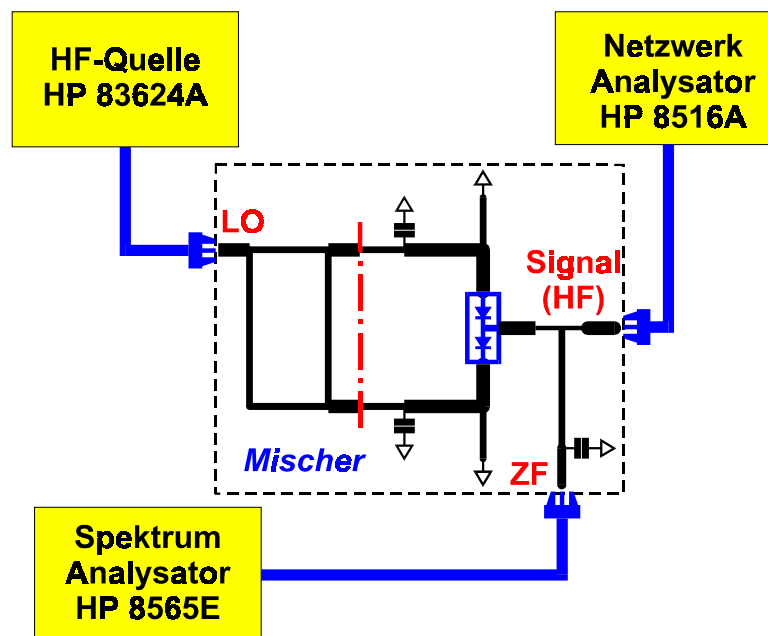 HF-Quelle
HP 83624A
Netzwerk
Analysator
HP 8516A
LO
Signal
(HF)
Mischer
ZF
Spektrum
Analysator
HP 8565E